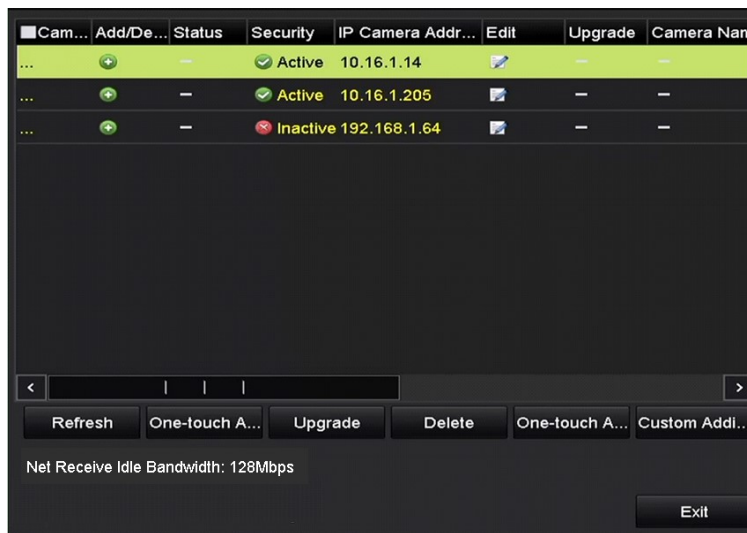 Cam... Add/De... Status Security IP Camera Addr... Edit Upgrade Camera Nam
... – Active 10.16.1.14 – –
... – Active 10.16.1.205 – –
... – Inactive 192.168.1.64 – –
< >
Refresh One-touch A... Upgrade Delete One-touch A... Custom Addi...
Net Receive Idle Bandwidth: 128Mbps
Exit